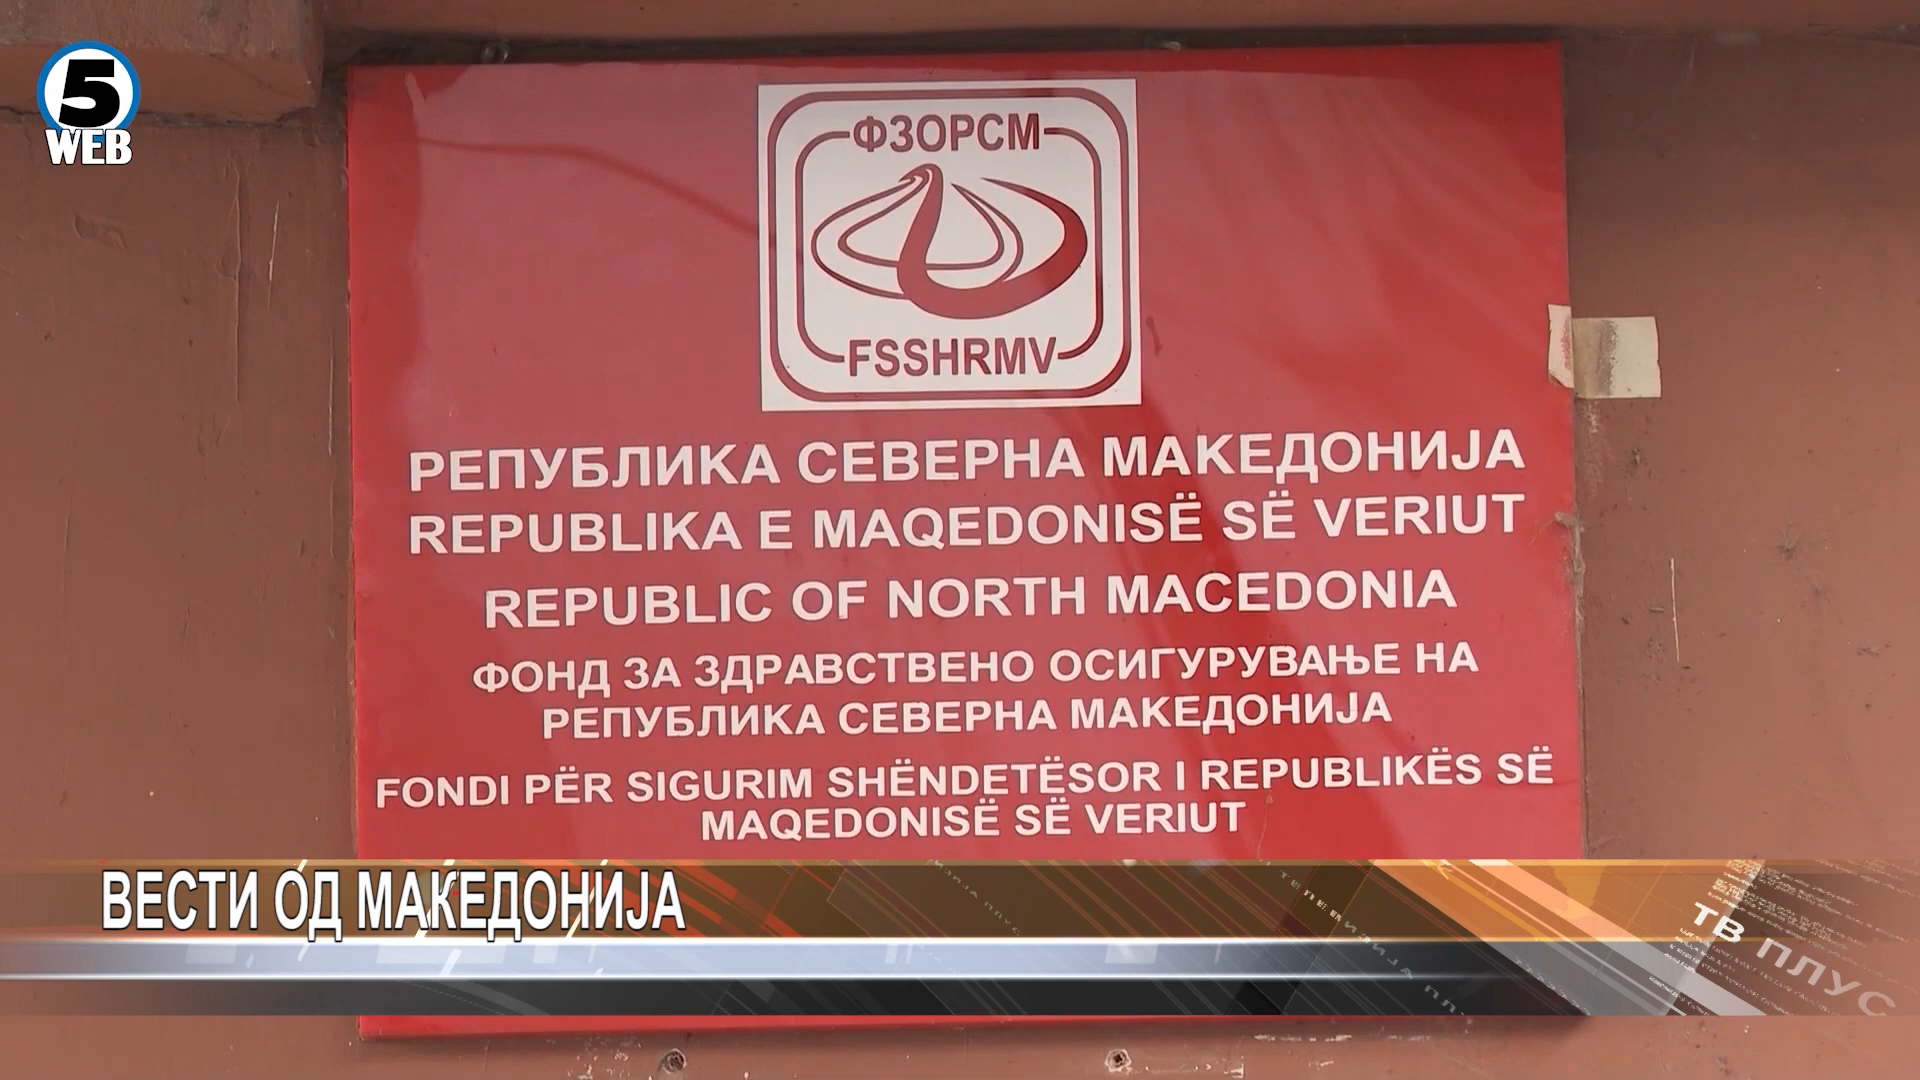 5
WEB
ФЗОРСМ
FSSHRMV
РЕПУБЛИКА СЕВЕРНА МАКЕДОНИЈА
REPUBLIKA E MAQEDONISË SË VERIUT
REPUBLIC OF NORTH MACEDONIA
ФОНД ЗА ЗДРАВСТВЕНО ОСИГУРУВАЊЕ НА
РЕПУБЛИКА СЕВЕРНА МАКЕДОНИЈА
FONDI PËR SIGURIM SHËNDETËSOR I REPUBLIKËS SË
MAQEDONISË SË VERIUT
ВЕСТИ ОД МАКЕДОНИЈА
ТВ ПЛУС